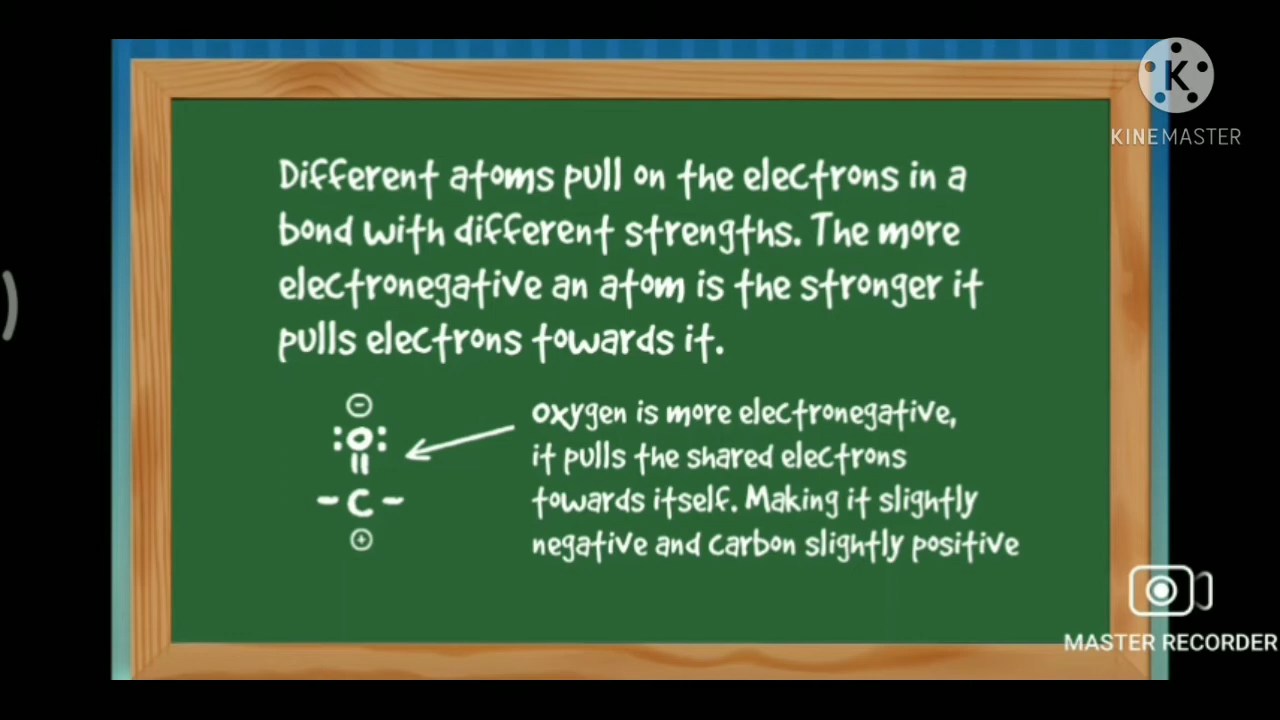 K
KINEMASTER
Different atoms pull on the electrons in a
bond with different strengths. The more
electronegative an atom is the stronger it
pulls electrons towards it.
⊖
:O:
||
-C-
⊕
oxygen is more electronegative,
it pulls the shared electrons
towards itself. Making it slightly
negative and carbon slightly positive
MASTER RECORDER